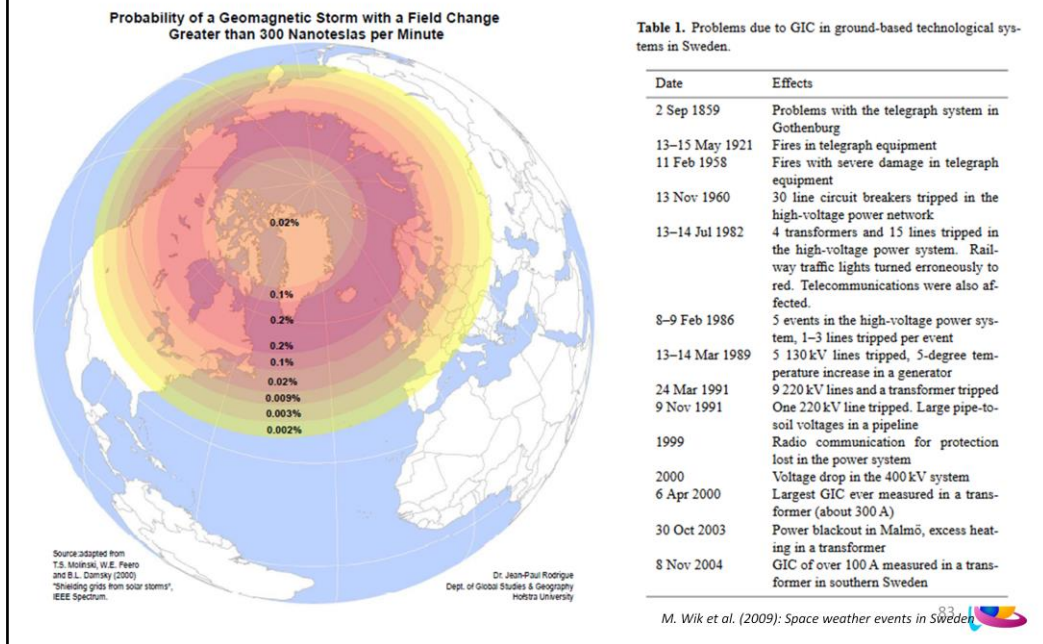 Probability of a Geomagnetic Storm with a Field Change
Greater than 300 Nanoteslas per Minute
0.02%
0.1%
0.2%
0.2%
0.1%
0.02%
0.009%
0.003%
0.002%
Source:adapted from
T.S. Molinski, W.E. Feero
and B.L. Damsky (2000)
"Shielding grids from solar storms",
IEEE Spectrum.
Dr. Jean-Paul Rodrigue
Dept. of Global Studies & Geography
Hofstra University
Table 1. Problems due to GIC in ground-based technological sys-
tems in Sweden.
Date Effects
2 Sep 1859 Problems with the telegraph system in
Gothenburg
13–15 May 1921 Fires in telegraph equipment
11 Feb 1958 Fires with severe damage in telegraph
equipment
13 Nov 1960 30 line circuit breakers tripped in the
high-voltage power network
13–14 Jul 1982 4 transformers and 15 lines tripped in
the high-voltage power system. Rail-
way traffic lights turned erroneously to
red. Telecommunications were also af-
fected.
8–9 Feb 1986 5 events in the high-voltage power sys-
tem, 1–3 lines tripped per event
13–14 Mar 1989 5 130 kV lines tripped, 5-degree tem-
perature increase in a generator
24 Mar 1991 9 220 kV lines and a transformer tripped
9 Nov 1991 One 220 kV line tripped. Large pipe-to-
soil voltages in a pipeline
1999 Radio communication for protection
lost in the power system
2000 Voltage drop in the 400 kV system
6 Apr 2000 Largest GIC ever measured in a trans-
former (about 300 A)
30 Oct 2003 Power blackout in Malmö, excess heat-
ing in a transformer
8 Nov 2004 GIC of over 100 A measured in a trans-
former in southern Sweden
83
M. Wik et al. (2009): Space weather events in Sweden